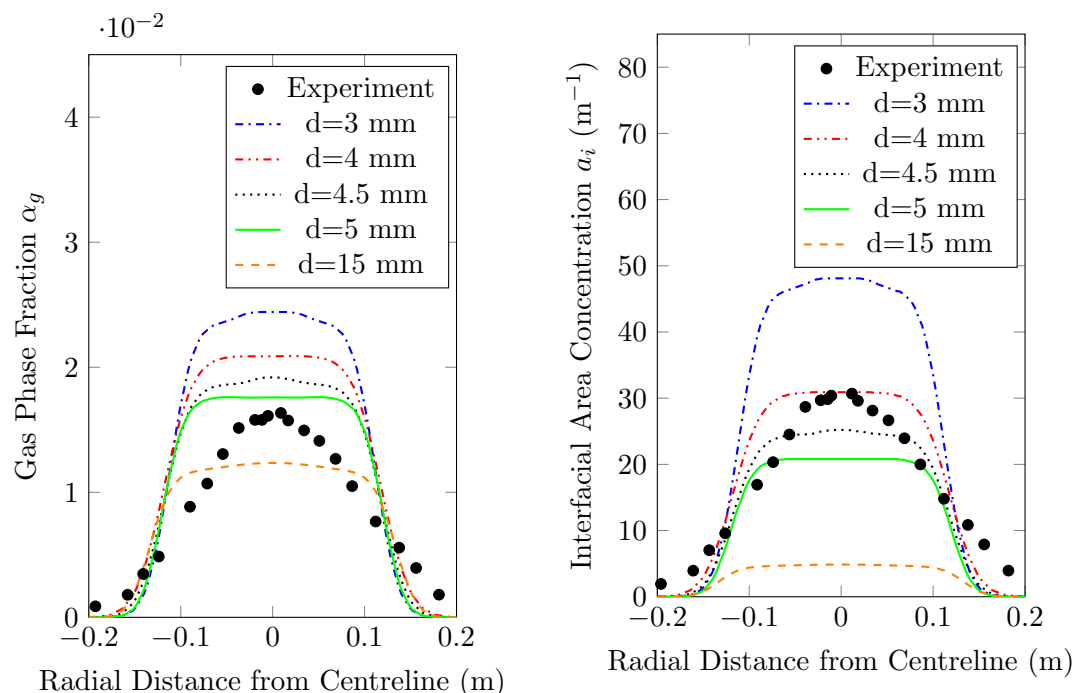 ·10⁻²
Gas Phase Fraction α_g
4
3
2
1
0
Experiment
d=3 mm
d=4 mm
d=4.5 mm
d=5 mm
d=15 mm
−0.2 −0.1 0 0.1 0.2
Radial Distance from Centreline (m)
Interfacial Area Concentration a_i (m⁻¹)
80
70
60
50
40
30
20
10
0
Experiment
d=3 mm
d=4 mm
d=4.5 mm
d=5 mm
d=15 mm
−0.2 −0.1 0 0.1 0.2
Radial Distance from Centreline (m)